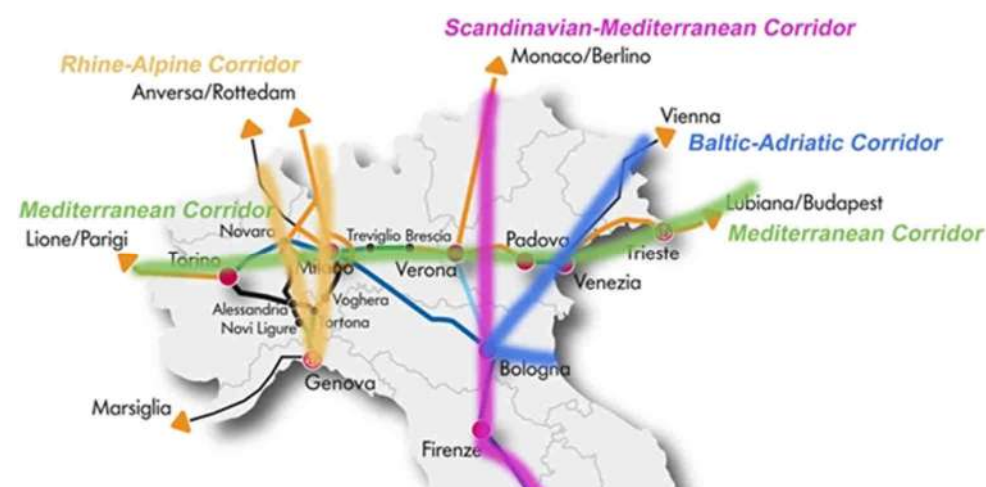 Scandinavian-Mediterranean Corridor
Monaco/Berlino
Rhine-Alpine Corridor
Anversa/Rottedam
Vienna
Baltic-Adriatic Corridor
Mediterranean Corridor
Lubiana/Budapest
Lione/Parigi
Novara
Treviglio Brescia
Padova
Mediterranean Corridor
Torino
Milano
Verona
Trieste
Venezia
Alessandria
Voghera
Novi Ligure
Tortona
Bologna
Genova
Marsiglia
Firenze